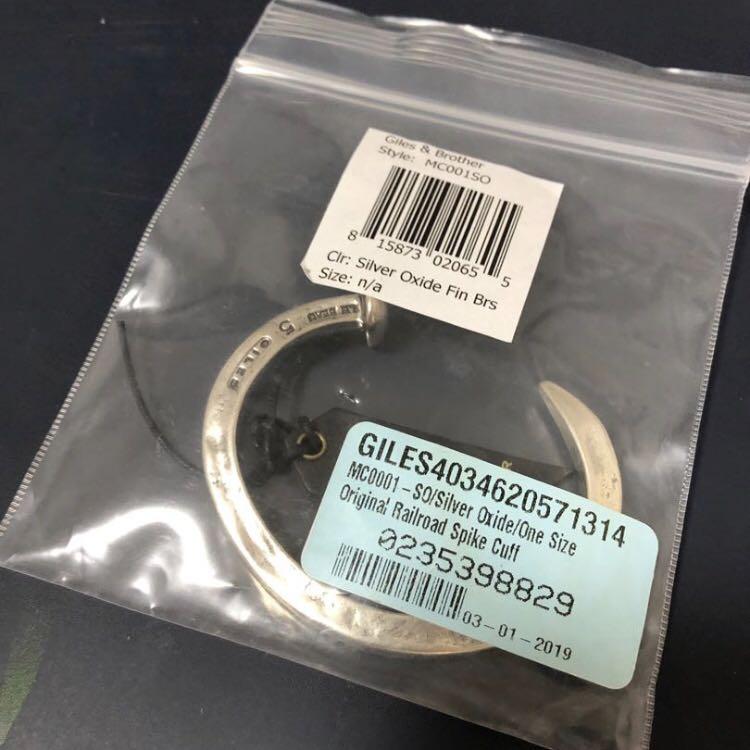 Giles & Brother
Style: MC001SO
8 15873 02065 5
Clr: Silver Oxide Fin Brs
Size: n/a
5 GILES
R
GILES4034620571314
MC0001-SO/Silver Oxide/One Size
Original Railroad Spike Cuff
0235398829
03-01-2019